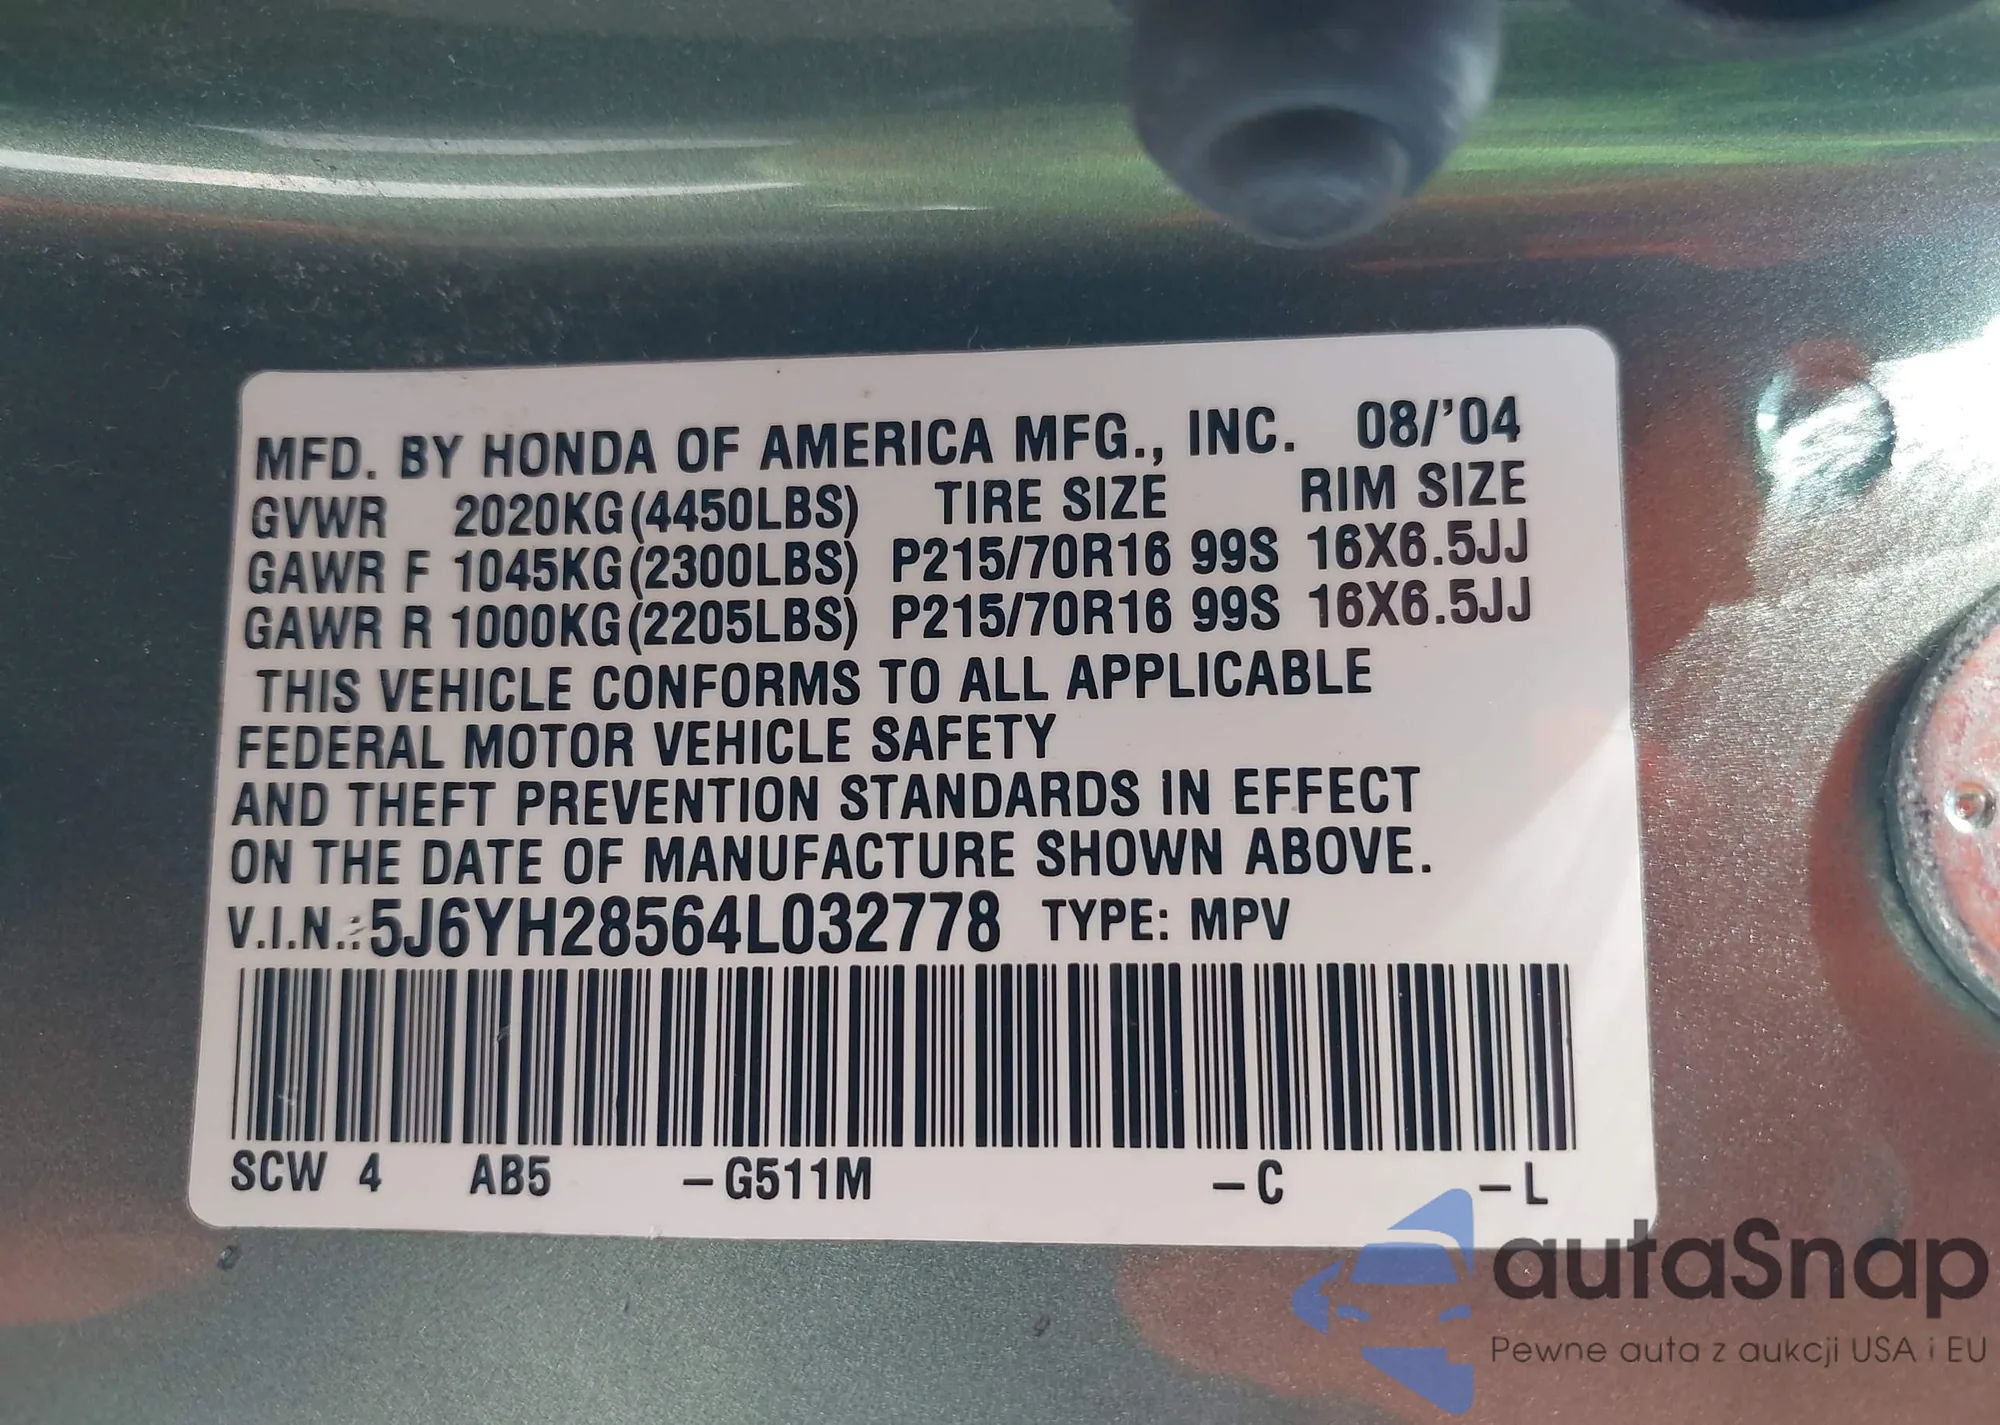 MFD. BY HONDA OF AMERICA MFG., INC. 08/'04
GVWR 2020KG(4450LBS) TIRE SIZE RIM SIZE
GAWR F 1045KG(2300LBS) P215/70R16 99S 16X6.5JJ
GAWR R 1000KG(2205LBS) P215/70R16 99S 16X6.5JJ
THIS VEHICLE CONFORMS TO ALL APPLICABLE
FEDERAL MOTOR VEHICLE SAFETY
AND THEFT PREVENTION STANDARDS IN EFFECT
ON THE DATE OF MANUFACTURE SHOWN ABOVE.
V.I.N.: 5J6YH28564L032778 TYPE: MPV
SCW 4 AB5 -G511M -C -L
autaSnap
Pewne auta z aukcji USA i EU